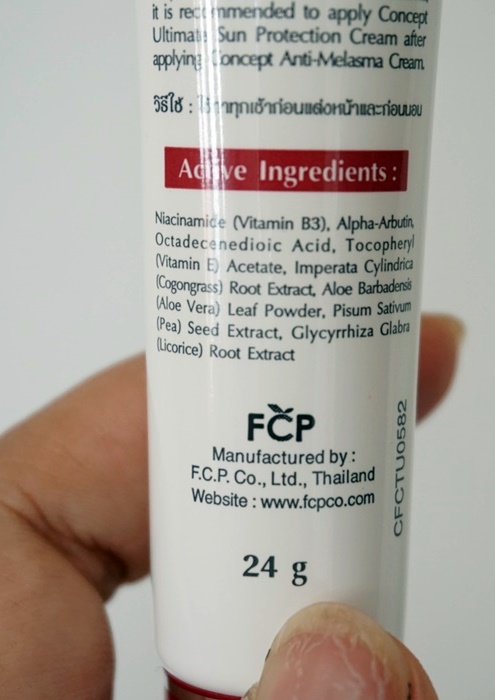 it is recommended to apply Concept
Ultimate Sun Protection Cream after
applying Concept Anti-Melasma Cream.
วิธีใช้ : ใช้ทาทุกเช้าก่อนแต่งหน้าและก่อนนอน
Active Ingredients :
Niacinamide (Vitamin B3), Alpha-Arbutin,
Octadecenedioic Acid, Tocopheryl
(Vitamin E) Acetate, Imperata Cylindrica
(Cogongrass) Root Extract, Aloe Barbadensis
(Aloe Vera) Leaf Powder, Pisum Sativum
(Pea) Seed Extract, Glycyrrhiza Glabra
(Licorice) Root Extract
FCP
Manufactured by :
F.C.P. Co., Ltd., Thailand
Website : www.fcpco.com
CFCTU0582
24 g